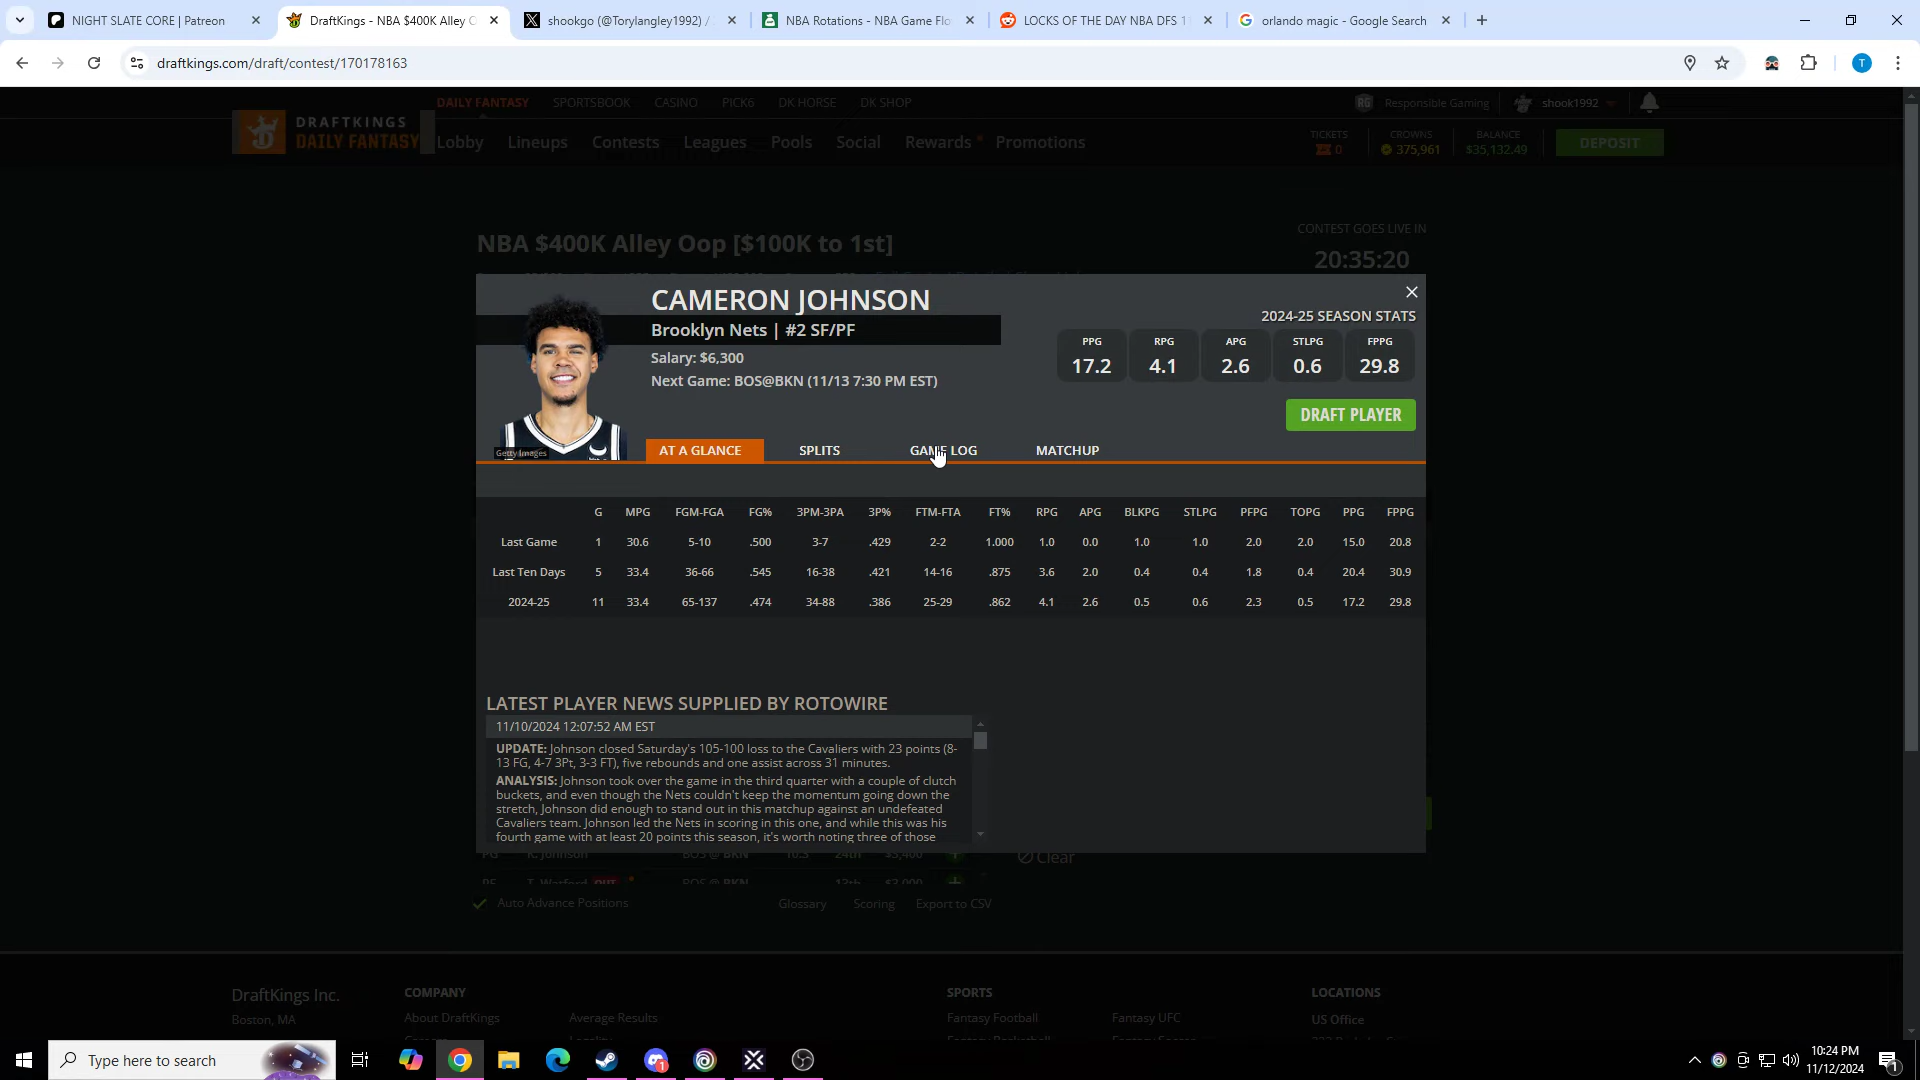 NIGHT SLATE CORE | Patreon
DraftKings - NBA $400K Alley O
shookgo (@Torylangley1992) /
NBA Rotations - NBA Game Flo
LOCKS OF THE DAY NBA DFS 1
orlando magic - Google Search
draftkings.com/draft/contest/170178163
T
DAILY FANTASY SPORTSBOOK CASINO PICK6 DK HORSE DK SHOP
RG Responsible Gaming shook1992
DRAFTKINGS
DAILY FANTASY
Lobby Lineups Contests Leagues Pools Social Rewards Promotions
TICKETS CROWNS BALANCE
0 375,961 $35,132.49
DEPOSIT
NBA $400K Alley Oop [$100K to 1st]
CONTEST GOES LIVE IN
20:35:20
CAMERON JOHNSON
Brooklyn Nets | #2 SF/PF
Salary: $6,300
Next Game: BOS@BKN (11/13 7:30 PM EST)
2024-25 SEASON STATS
PPG RPG APG STLPG FPPG
17.2 4.1 2.6 0.6 29.8
DRAFT PLAYER
Getty Images
AT A GLANCE SPLITS GAME LOG MATCHUP
G MPG FGM-FGA FG% 3PM-3PA 3P% FTM-FTA FT% RPG APG BLKPG STLPG PFPG TOPG PPG FPPG
Last Game 1 30.6 5-10 .500 3-7 .429 2-2 1.000 1.0 0.0 1.0 1.0 2.0 2.0 15.0 20.8
Last Ten Days 5 33.4 36-66 .545 16-38 .421 14-16 .875 3.6 2.0 0.4 0.4 1.8 0.4 20.4 30.9
2024-25 11 33.4 65-137 .474 34-88 .386 25-29 .862 4.1 2.6 0.5 0.6 2.3 0.5 17.2 29.8
LATEST PLAYER NEWS SUPPLIED BY ROTOWIRE
11/10/2024 12:07:52 AM EST
UPDATE: Johnson closed Saturday's 105-100 loss to the Cavaliers with 23 points (8-
13 FG, 4-7 3Pt, 3-3 FT), five rebounds and one assist across 31 minutes.
ANALYSIS: Johnson took over the game in the third quarter with a couple of clutch
buckets, and even though the Nets couldn't keep the momentum going down the
stretch, Johnson did enough to stand out in this matchup against an undefeated
Cavaliers team. Johnson led the Nets in scoring in this one, and while this was his
fourth game with at least 20 points this season, it's worth noting three of those
PG K. Johnson BOS @ BKN 10.3 24th $3,400
Clear
PF T. Watford OUT BOS @ BKN 13th $3,000
Auto Advance Positions Glossary Scoring Export to CSV
DraftKings Inc.
Boston, MA
COMPANY
About DraftKings Average Results
SPORTS
Fantasy Football Fantasy UFC
LOCATIONS
US Office
Type here to search
10:24 PM
11/12/2024
1